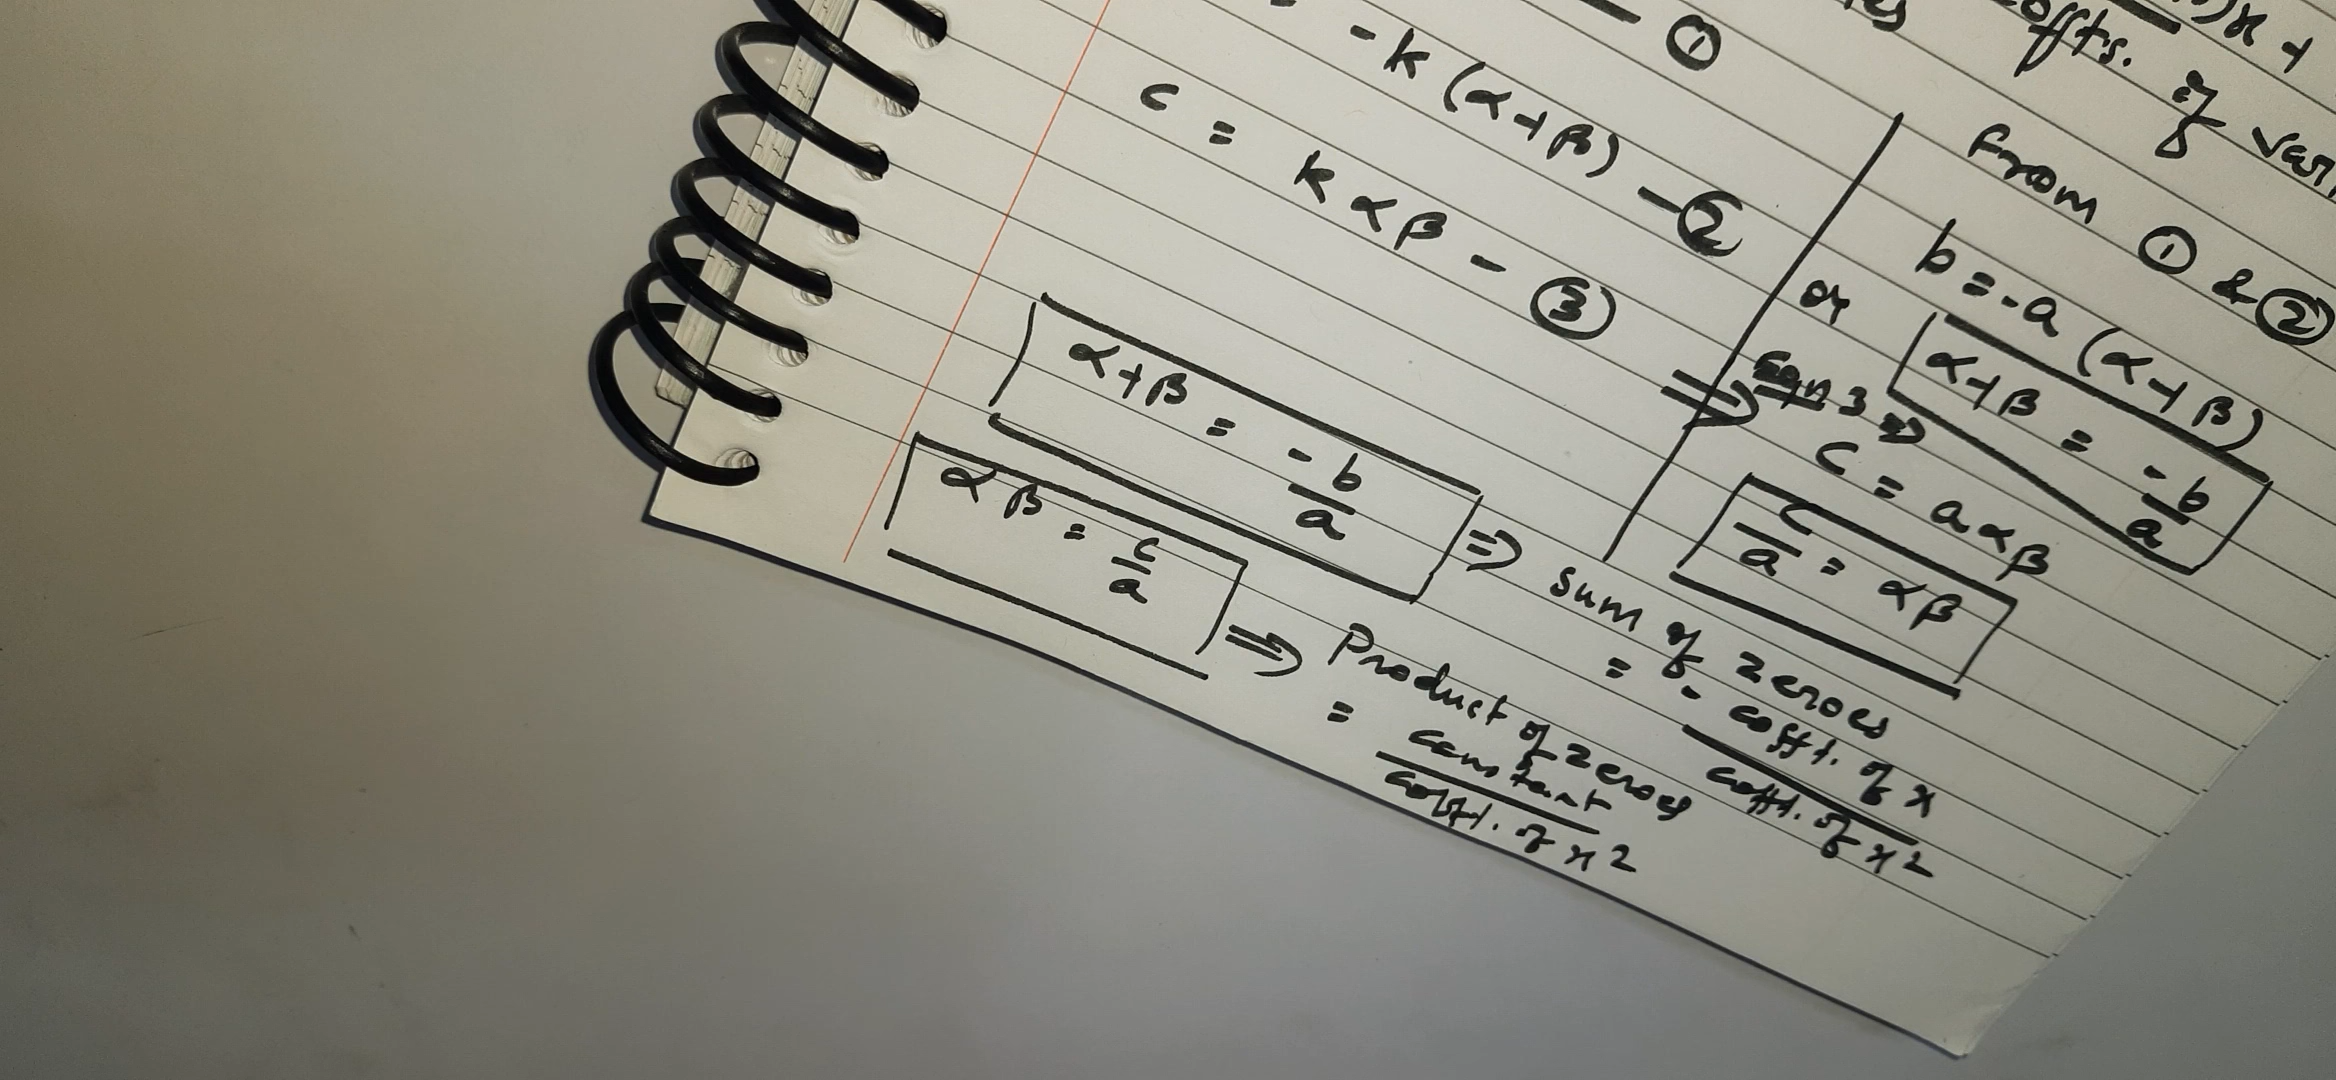 )x +
coffts. of
— ①
= -k (α+β) — ②
c = kαβ - ③
From ① & ②
b = -a (α+β)
or α+β = -b/a
⇒ Eqn 3 ⇒
c = aαβ
c/a = αβ
α+β = -b/a ⇒ sum of zeroes
= - cofft. of x / cofft. of x2
αβ = c/a ⇒ Product of zeroes
= constant / cofft. of x2